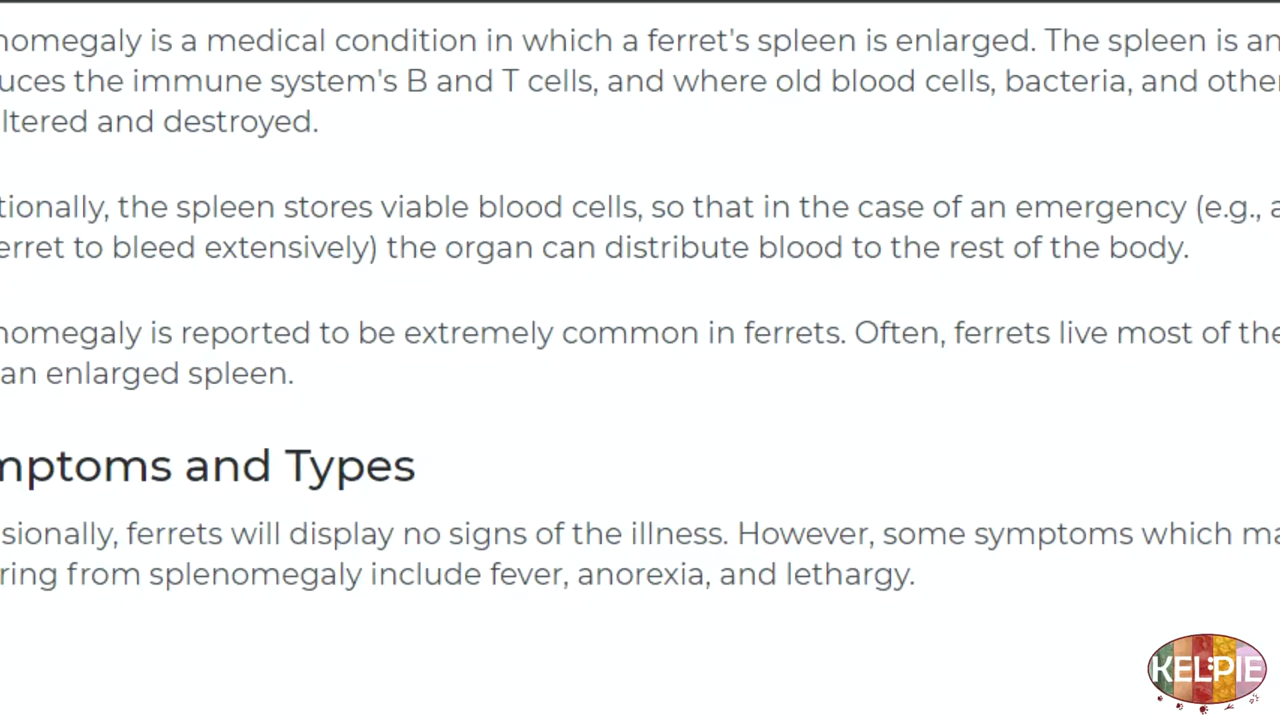 nomegaly is a medical condition in which a ferret's spleen is enlarged. The spleen is an
uces the immune system's B and T cells, and where old blood cells, bacteria, and other
ltered and destroyed.
tionally, the spleen stores viable blood cells, so that in the case of an emergency (e.g., a
erret to bleed extensively) the organ can distribute blood to the rest of the body.
nomegaly is reported to be extremely common in ferrets. Often, ferrets live most of the
an enlarged spleen.
mptoms and Types
sionally, ferrets will display no signs of the illness. However, some symptoms which ma
ring from splenomegaly include fever, anorexia, and lethargy.
KELPIE